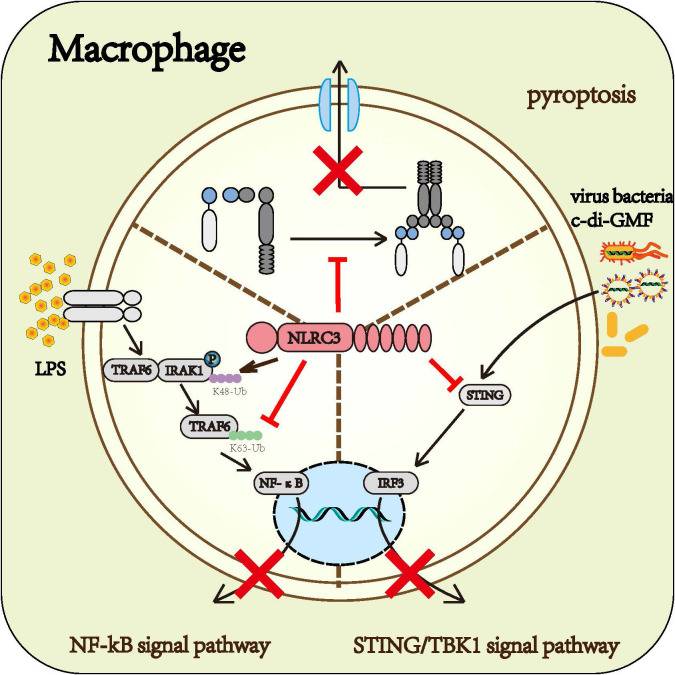 Macrophage
pyroptosis
virus bacteria
c-di-GMF
NLRC3
LPS
TRAF6
IRAK1
P
K48-Ub
STING
TRAF6
K63-Ub
NF-κB
IRF3
NF-kB signal pathway
STING/TBK1 signal pathway